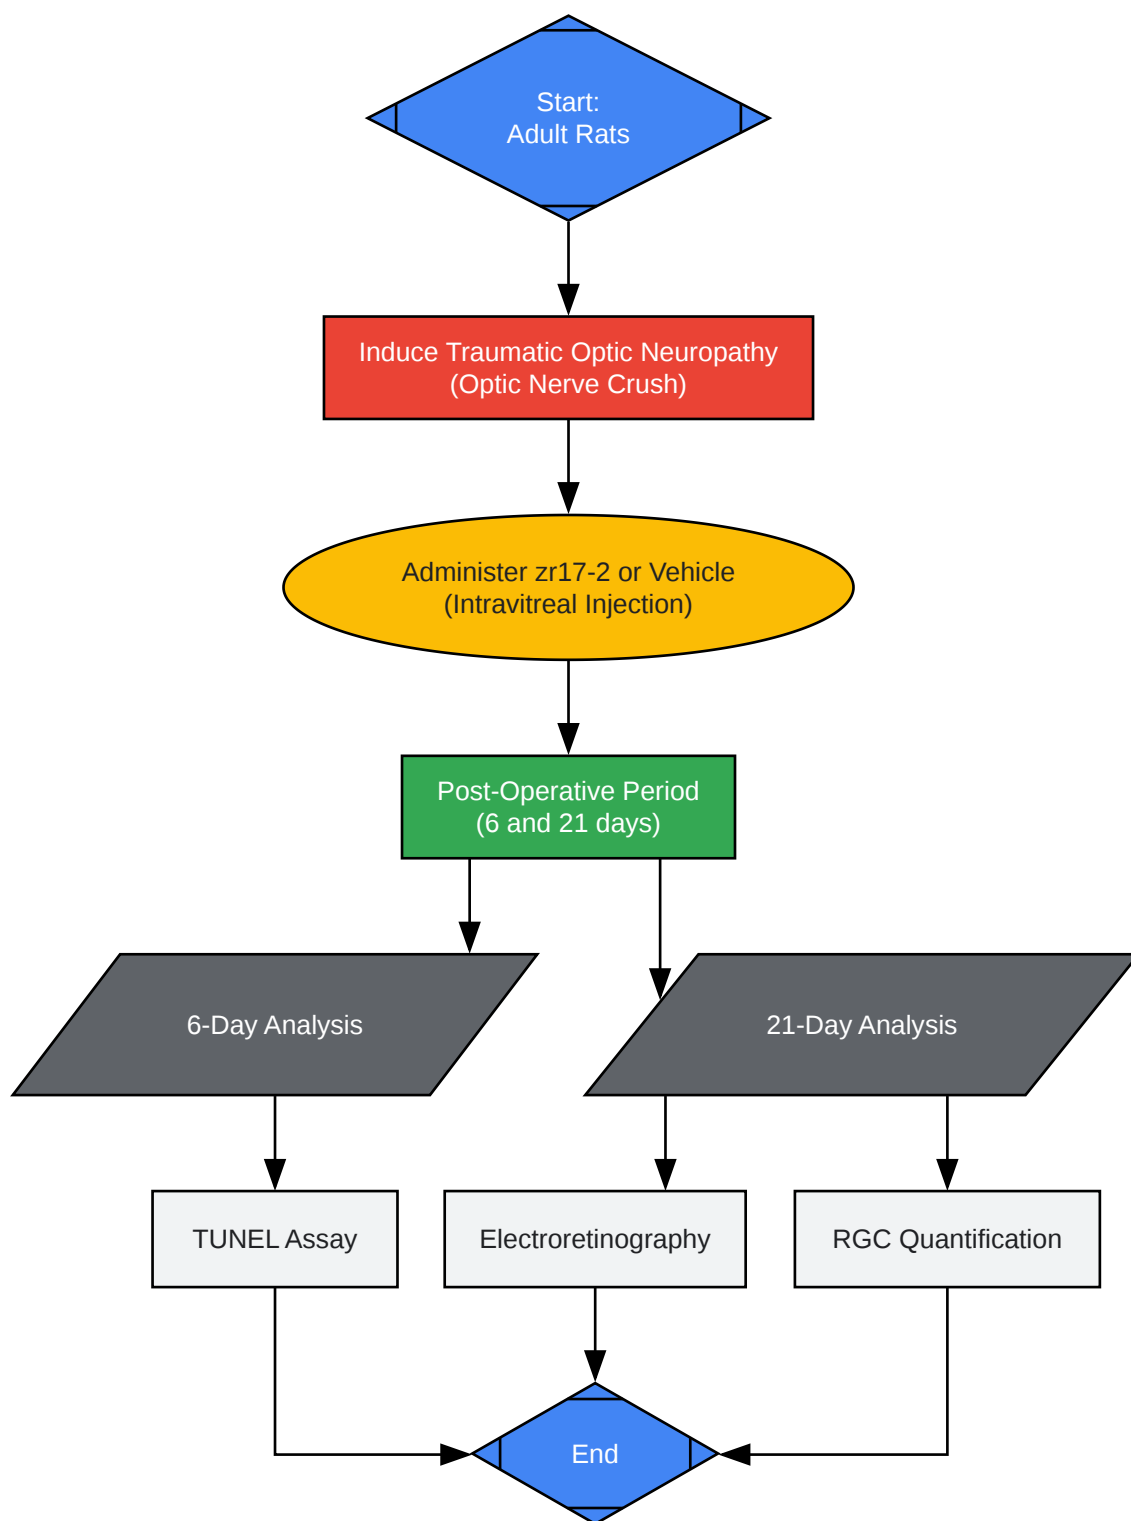 Start:
Adult Rats
Induce Traumatic Optic Neuropathy
(Optic Nerve Crush)
Administer zr17-2 or Vehicle
(Intravitreal Injection)
Post-Operative Period
(6 and 21 days)
6-Day Analysis
21-Day Analysis
TUNEL Assay
Electroretinography
RGC Quantification
End